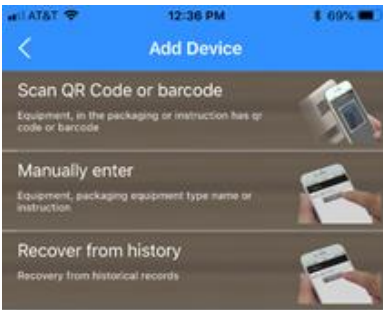 AT&T 12:36 PM 69%
Add Device
Scan QR Code or barcode
Equipment, in the packaging or instruction has qr
code or barcode
Manually enter
Equipment, packaging equipment type name or
instruction
Recover from history
Recovery from historical records